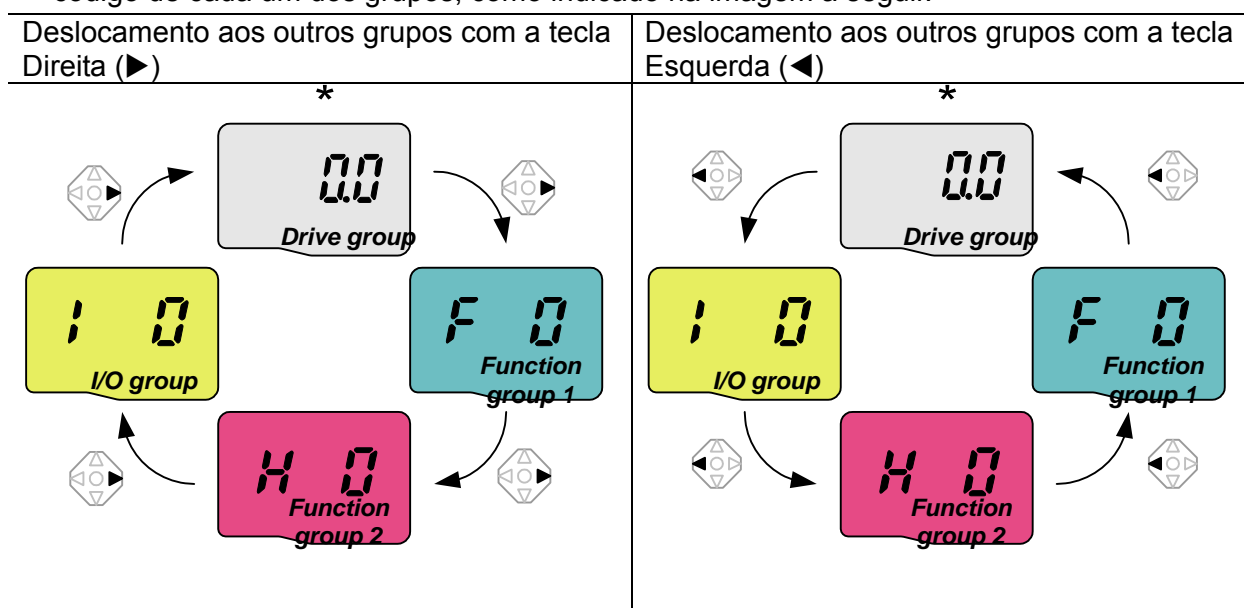 código de cada um dos grupos, como indicado na imagem a seguir.
Deslocamento aos outros grupos com a tecla
Direita (▶)
Deslocamento aos outros grupos com a tecla
Esquerda (◀)
*
0.0
Drive group
I 0
I/O group
F 0
Function
group 1
H 0
Function
group 2
*
0.0
Drive group
I 0
I/O group
F 0
Function
group 1
H 0
Function
group 2